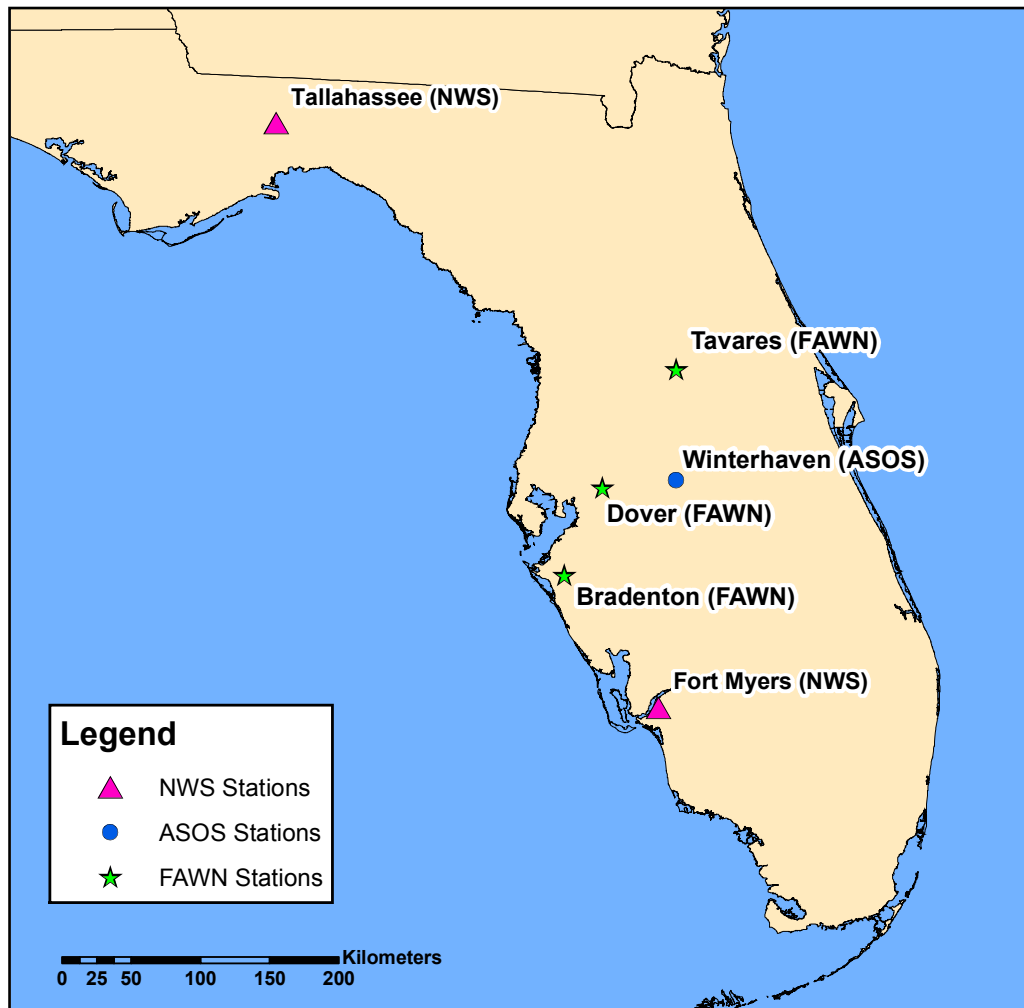 Tallahassee (NWS)
Tavares (FAWN)
Winterhaven (ASOS)
Dover (FAWN)
Bradenton (FAWN)
Fort Myers (NWS)
Legend
NWS Stations
ASOS Stations
FAWN Stations
Kilometers
0 25 50 100 150 200